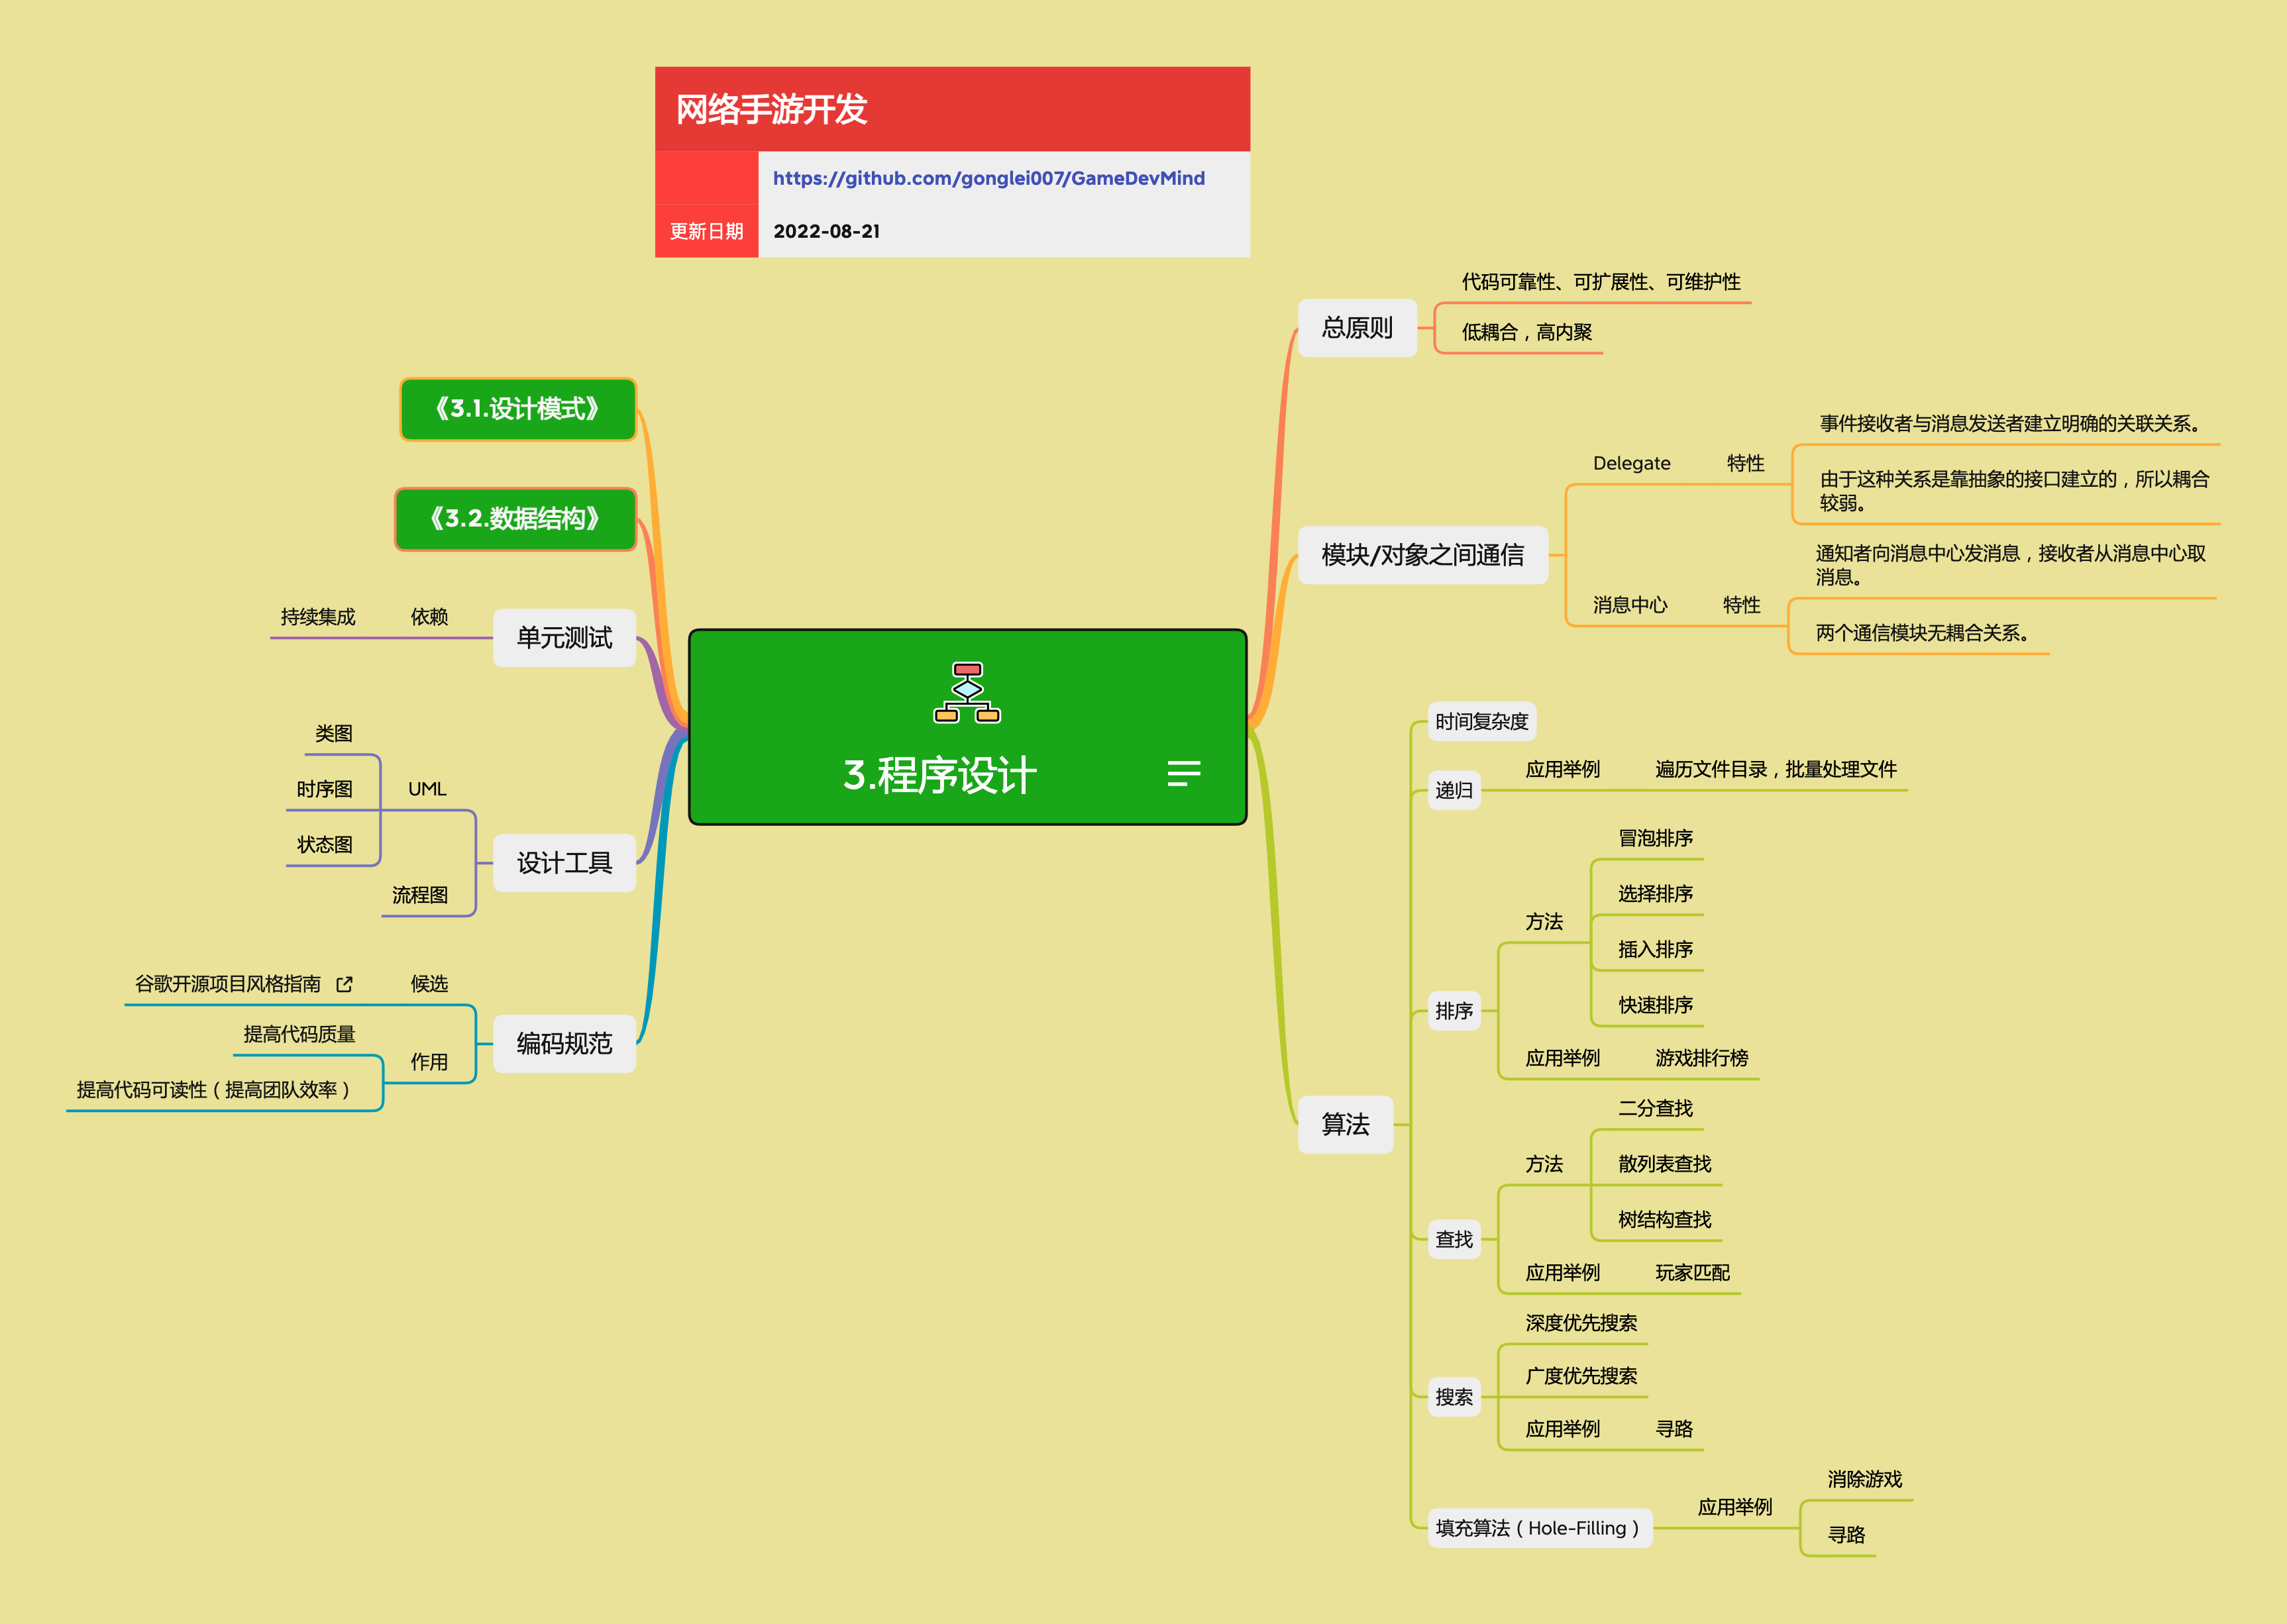 网络手游开发
https://github.com/gonglei007/GameDevMind
更新日期
2022-08-21
3.程序设计
总原则
代码可靠性、可扩展性、可维护性
低耦合，高内聚
模块/对象之间通信
Delegate
特性
事件接收者与消息发送者建立明确的关联关系。
由于这种关系是靠抽象的接口建立的，所以耦合
较弱。
消息中心
特性
通知者向消息中心发消息，接收者从消息中心取
消息。
两个通信模块无耦合关系。
算法
时间复杂度
递归
应用举例
遍历文件目录，批量处理文件
排序
方法
冒泡排序
选择排序
插入排序
快速排序
应用举例
游戏排行榜
查找
方法
二分查找
散列表查找
树结构查找
应用举例
玩家匹配
搜索
深度优先搜索
广度优先搜索
应用举例
寻路
填充算法（Hole-Filling）
应用举例
消除游戏
寻路
《3.1.设计模式》
《3.2.数据结构》
单元测试
依赖
持续集成
设计工具
UML
类图
时序图
状态图
流程图
编码规范
候选
谷歌开源项目风格指南
作用
提高代码质量
提高代码可读性（提高团队效率）